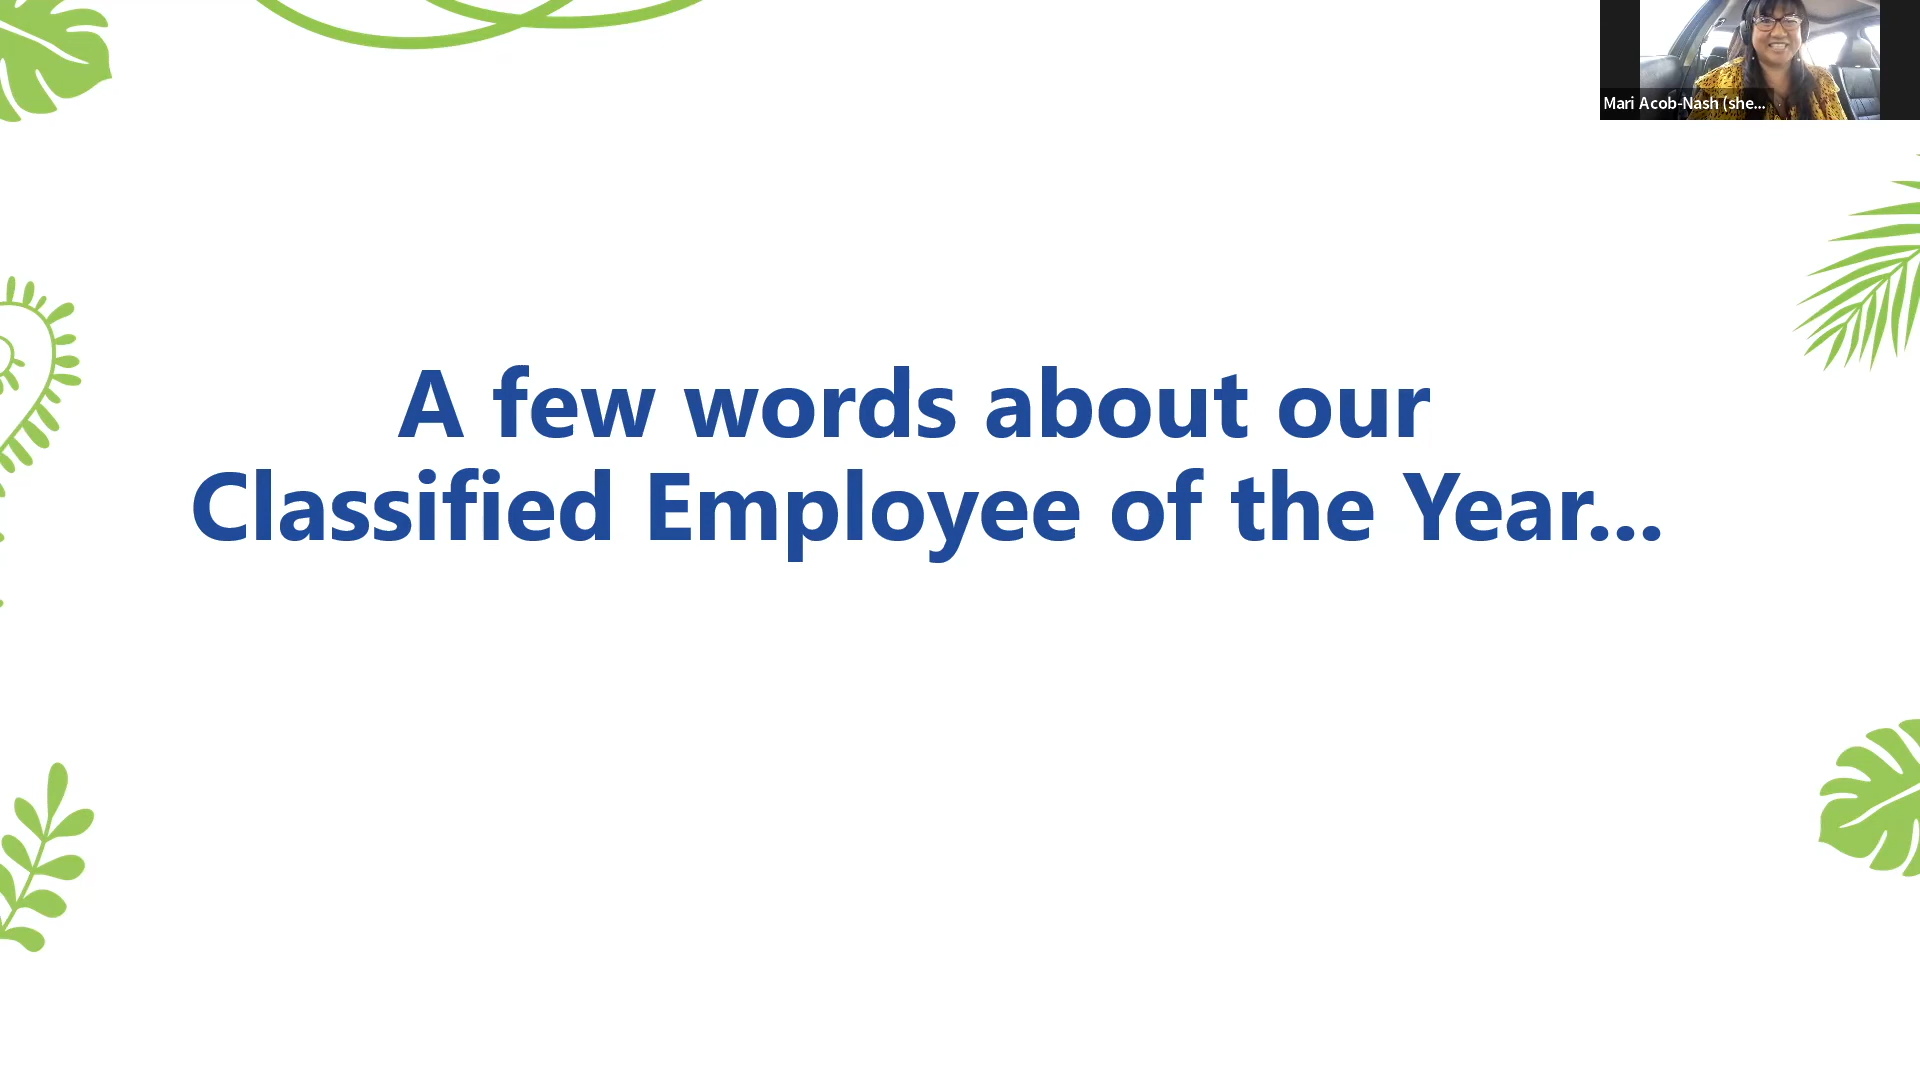 Mari Acob-Nash (she...
A few words about our
Classified Employee of the Year...